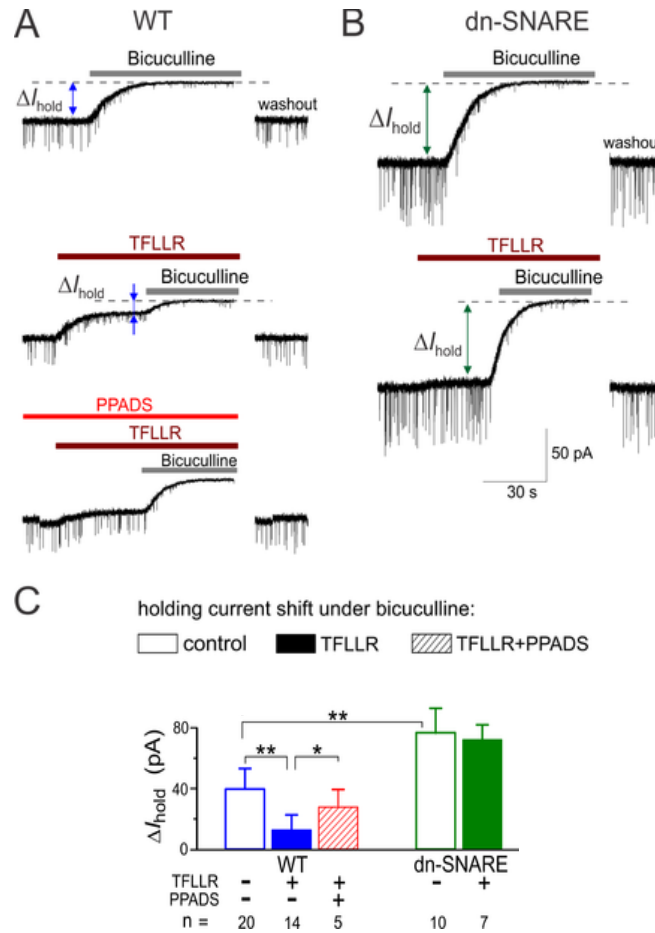 A WT
Bicuculline
ΔIhold
washout
TFLLR
Bicuculline
ΔIhold
PPADS
TFLLR
Bicuculline
B dn-SNARE
Bicuculline
ΔIhold
washout
TFLLR
Bicuculline
ΔIhold
50 pA
30 s
C
holding current shift under bicuculline:
control TFLLR TFLLR+PPADS
ΔIhold (pA)
80
40
0
** ** *
WT dn-SNARE
TFLLR - + + - +
PPADS - - +
n = 20 14 5 10 7